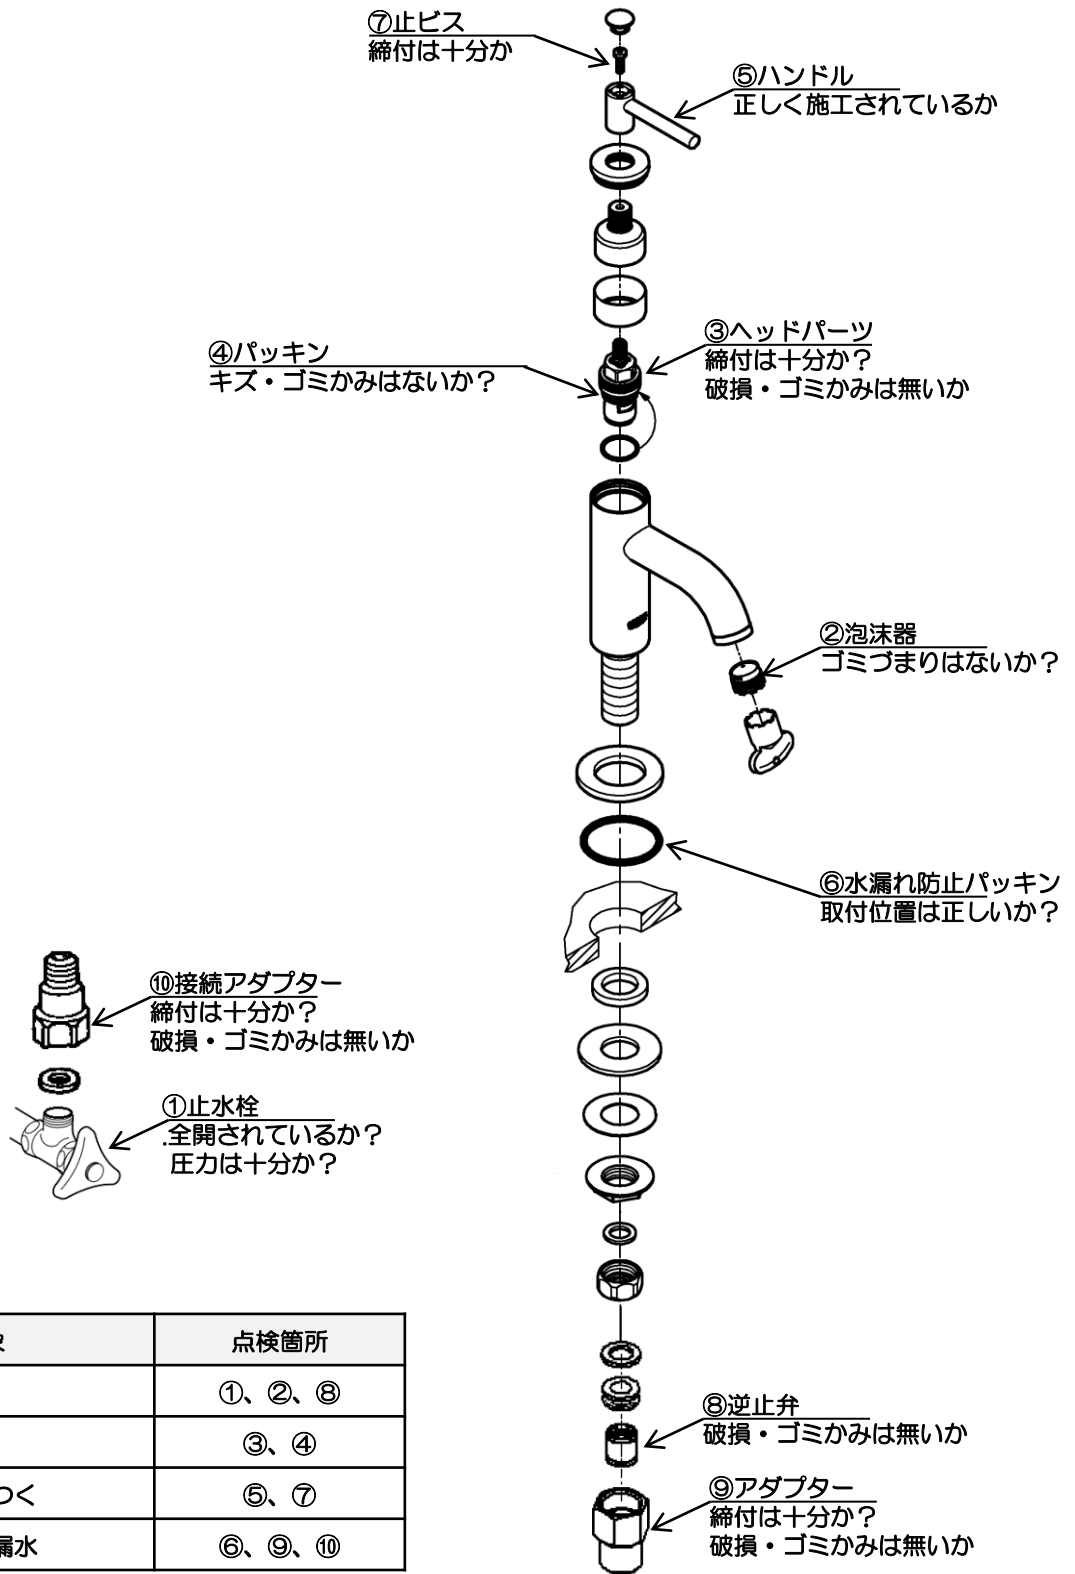 ⑦止ビス
締付は十分か
⑤ハンドル
正しく施工されているか
③ヘッドパーツ
締付は十分か？
破損・ゴミかみは無いか
④パッキン
キズ・ゴミかみはないか？
②泡沫器
ゴミづまりはないか？
⑥水漏れ防止パッキン
取付位置は正しいか？
⑩接続アダプター
締付は十分か？
破損・ゴミかみは無いか
①止水栓
.全開されているか？
圧力は十分か？
点検箇所
①、②、⑧
③、④
つく ⑤、⑦
漏水 ⑥、⑨、⑩
⑧逆止弁
破損・ゴミかみは無いか
⑨アダプター
締付は十分か？
破損・ゴミかみは無いか